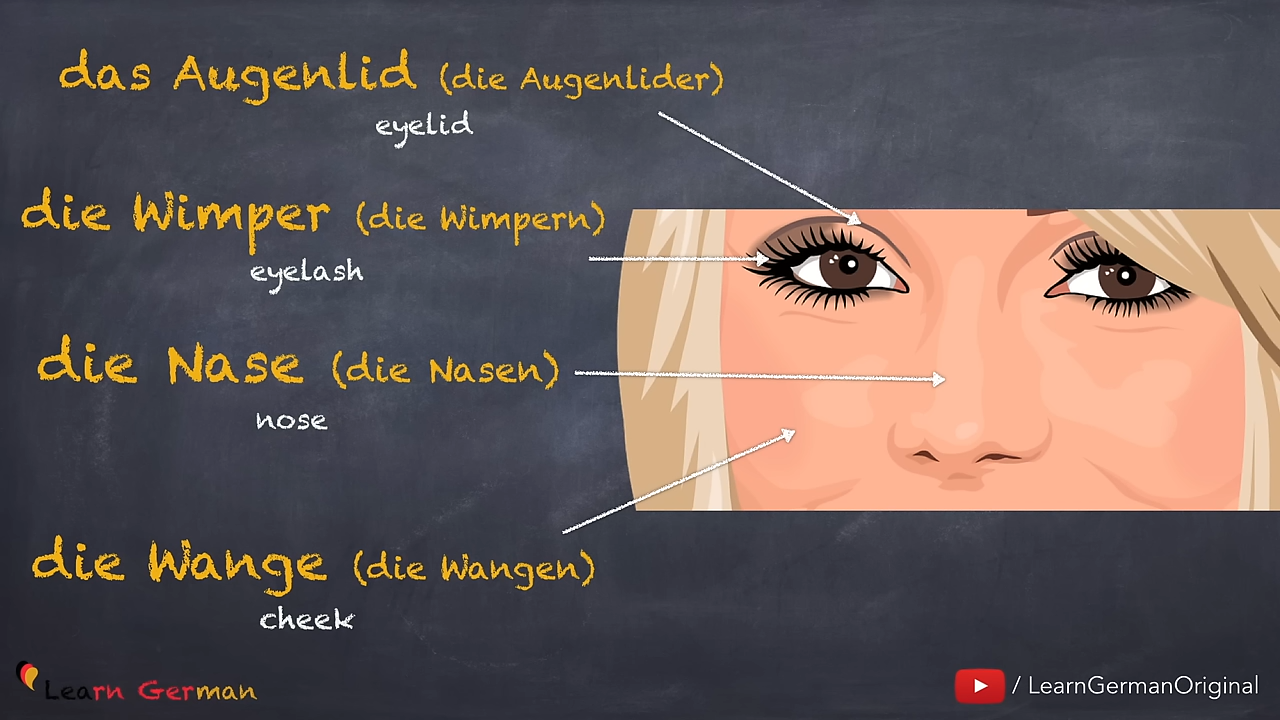 das Augenlid (die Augenlider)
eyelid
die Wimper (die Wimpern)
eyelash
die Nase (die Nasen)
nose
die Wange (die Wangen)
cheek
Learn German
/ LearnGermanOriginal